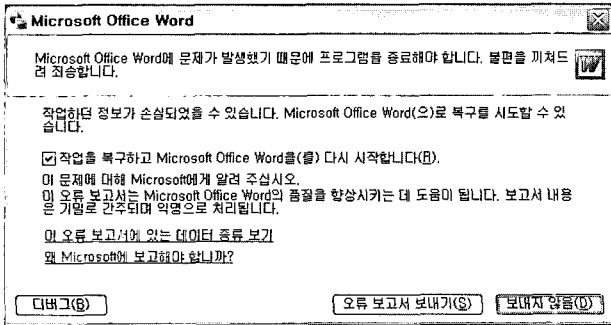 Microsoft Office Word
Microsoft Office Word에 문제가 발생했기 때문에 프로그램을 종료해야 합니다. 불편을 끼쳐드
려 죄송합니다.
작업하던 정보가 손실되었을 수 있습니다. Microsoft Office Word(으)로 복구를 시도할 수 있
습니다.
작업을 복구하고 Microsoft Office Word을(를) 다시 시작합니다(R).
이 문제에 대해 Microsoft에게 알려 주십시오.
이 오류 보고서는 Microsoft Office Word의 품질을 향상시키는 데 도움이 됩니다. 보고서 내용
은 기밀로 간주되며 익명으로 처리됩니다.
이 오류 보고서에 있는 데이터 종류 보기
왜 Microsoft에 보고해야 합니까?
디버그(B) 오류 보고서 보내기(S) 보내지 않음(D)